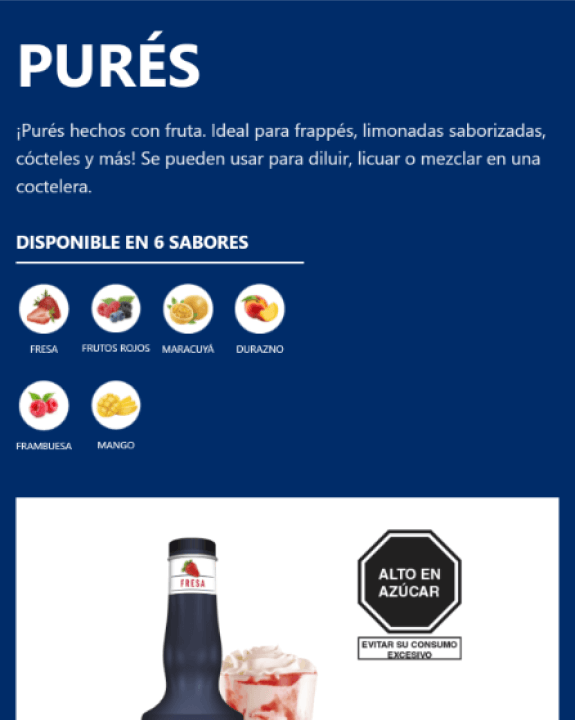 PURÉS
¡Purés hechos con fruta. Ideal para frappés, limonadas saborizadas,
cócteles y más! Se pueden usar para diluir, licuar o mezclar en una
coctelera.
DISPONIBLE EN 6 SABORES
FRESA FRUTOS ROJOS MARACUYÁ DURAZNO
FRAMBUESA MANGO
FRESA
ALTO EN
AZÚCAR
EVITAR SU CONSUMO
EXCESIVO